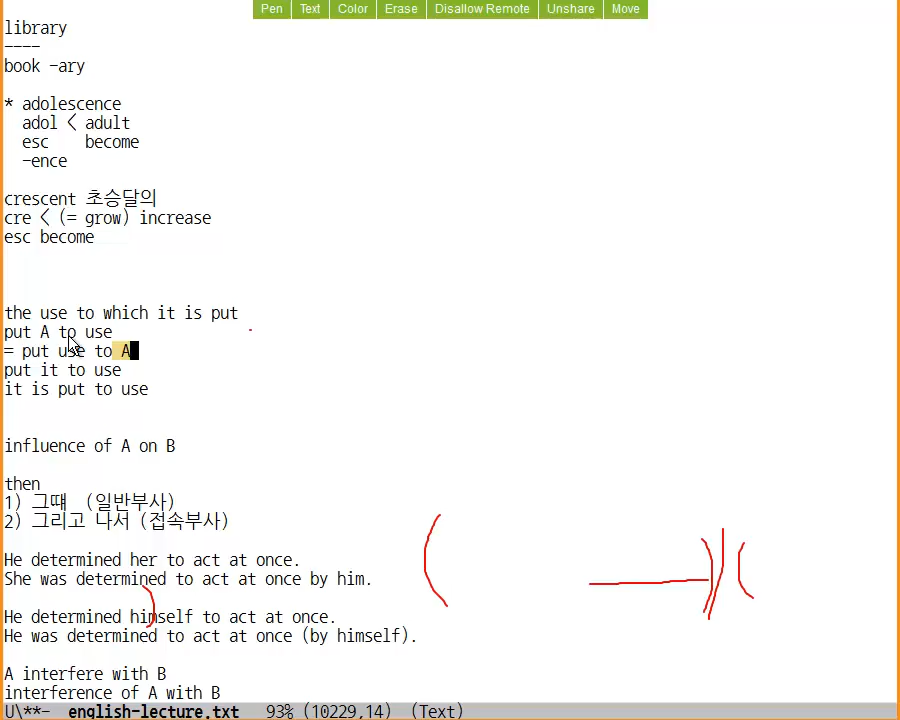 Pen Text Color Erase Disallow Remote Unshare Move
library
----
book -ary
* adolescence
adol < adult
esc become
-ence
crescent 초승달의
cre < (= grow) increase
esc become
the use to which it is put
put A to use
= put use to A
put it to use
it is put to use
influence of A on B
then
1) 그떄 (일반부사)
2) 그리고 나서 (접속부사)
He determined her to act at once.
She was determined to act at once by him.
He determined himself to act at once.
He was determined to act at once (by himself).
A interfere with B
interference of A with B
U\**- english-lecture.txt 93% (10229,14) (Text)